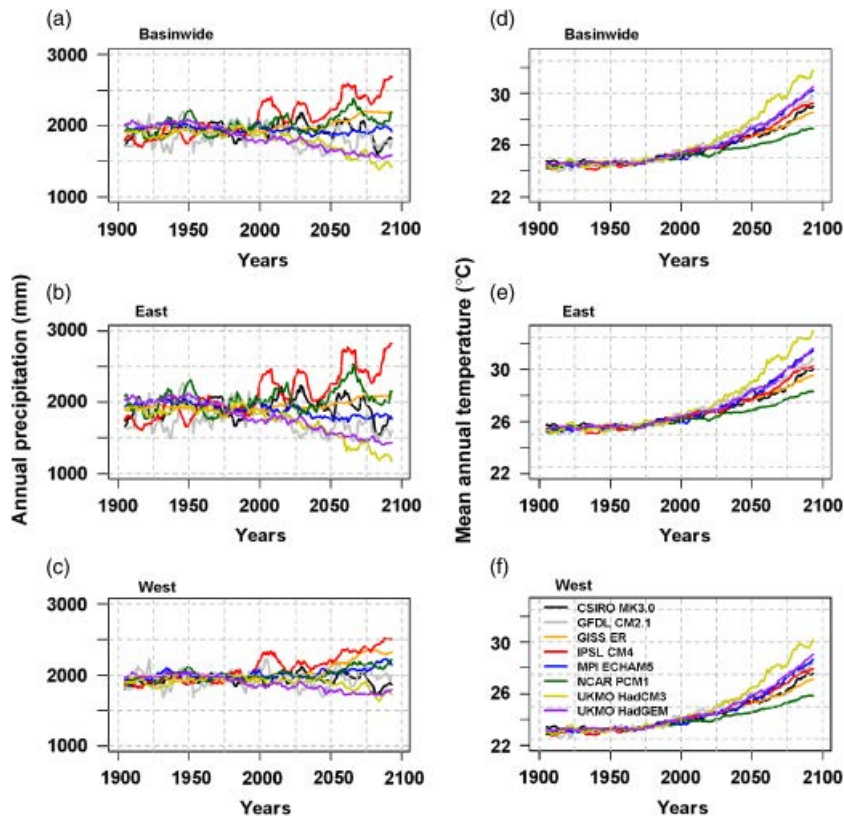 (a)
Basinwide
3000
2000
1000
1900 1950 2000 2050 2100
Years
(b)
East
3000
2000
1000
1900 1950 2000 2050 2100
Years
(c)
West
3000
2000
1000
1900 1950 2000 2050 2100
Years
Annual precipitation (mm)
(d)
Basinwide
30
26
22
1900 1950 2000 2050 2100
Years
(e)
East
30
26
22
1900 1950 2000 2050 2100
Years
(f)
West
CSIRO MK3.0
GFDL CM2.1
GISS ER
IPSL CM4
MPI ECHAM5
NCAR PCM1
UKMO HadCM3
UKMO HadGEM
30
26
22
1900 1950 2000 2050 2100
Years
Mean annual temperature (°C)